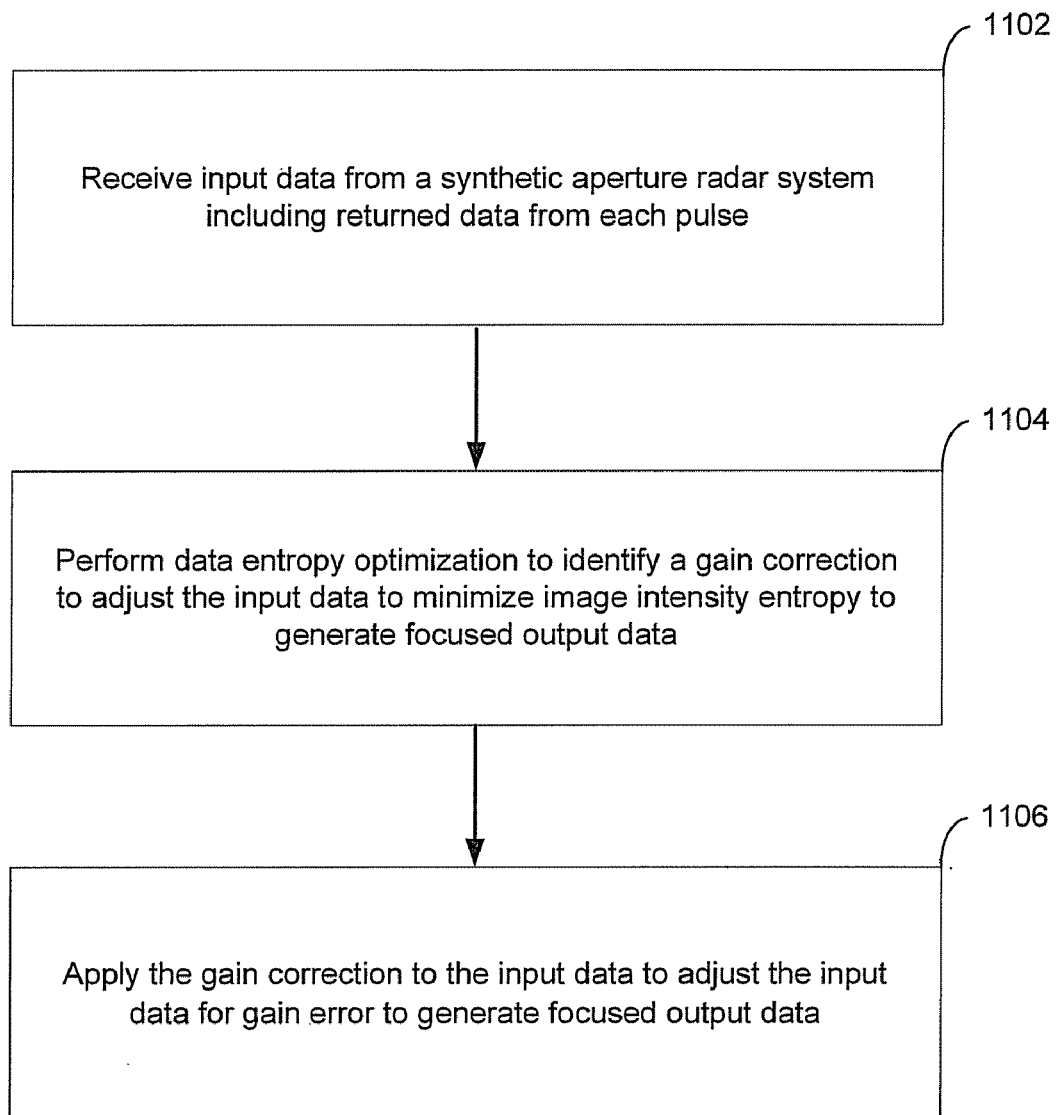 1102
Receive input data from a synthetic aperture radar system
including returned data from each pulse
1104
Perform data entropy optimization to identify a gain correction
to adjust the input data to minimize image intensity entropy to
generate focused output data
1106
Apply the gain correction to the input data to adjust the input
data for gain error to generate focused output data